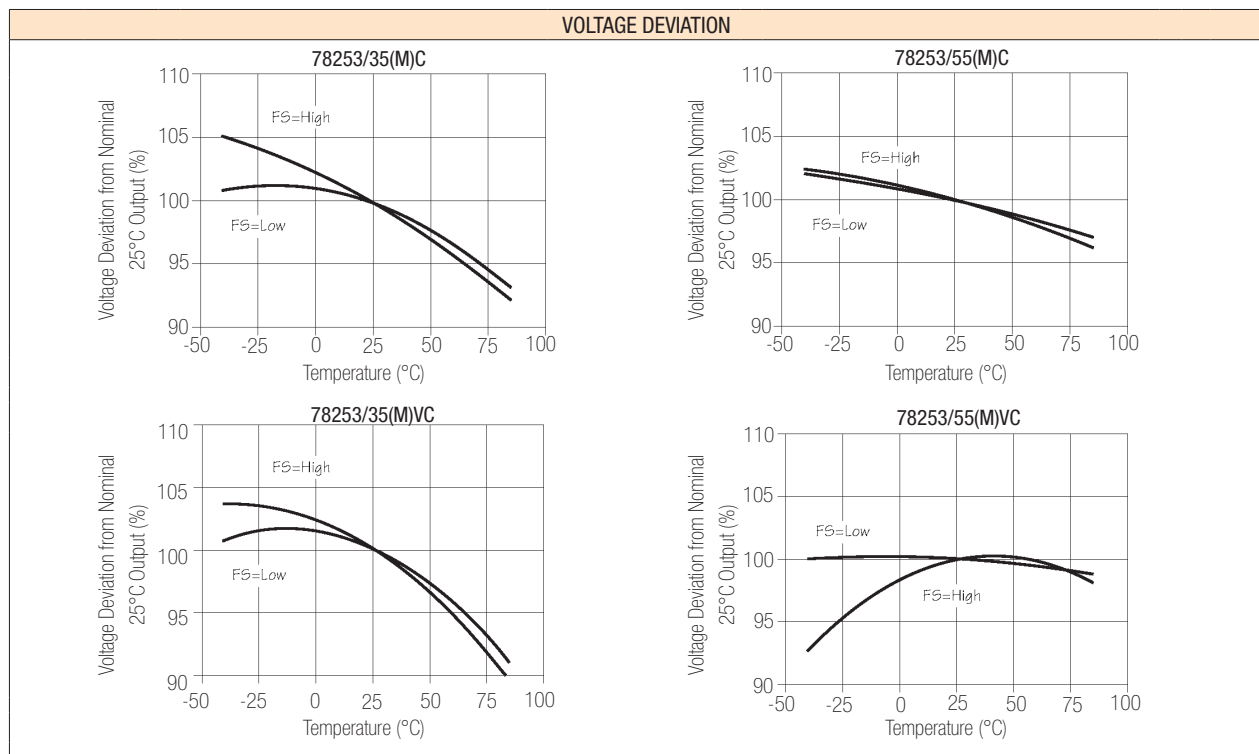 VOLTAGE DEVIATION
78253/35(M)C
Voltage Deviation from Nominal
25°C Output (%)
110
105
100
95
90
FS=High
FS=Low
-50
-25
0
25
50
75
100
Temperature (°C)
78253/55(M)C
Voltage Deviation from Nominal
25°C Output (%)
110
105
100
95
90
FS=High
FS=Low
-50
-25
0
25
50
75
100
Temperature (°C)
78253/35(M)VC
Voltage Deviation from Nominal
25°C Output (%)
110
105
100
95
90
FS=High
FS=Low
-50
-25
0
25
50
75
100
Temperature (°C)
78253/55(M)VC
Voltage Deviation from Nominal
25°C Output (%)
110
105
100
95
90
FS=Low
FS=High
-50
-25
0
25
50
75
100
Temperature (°C)